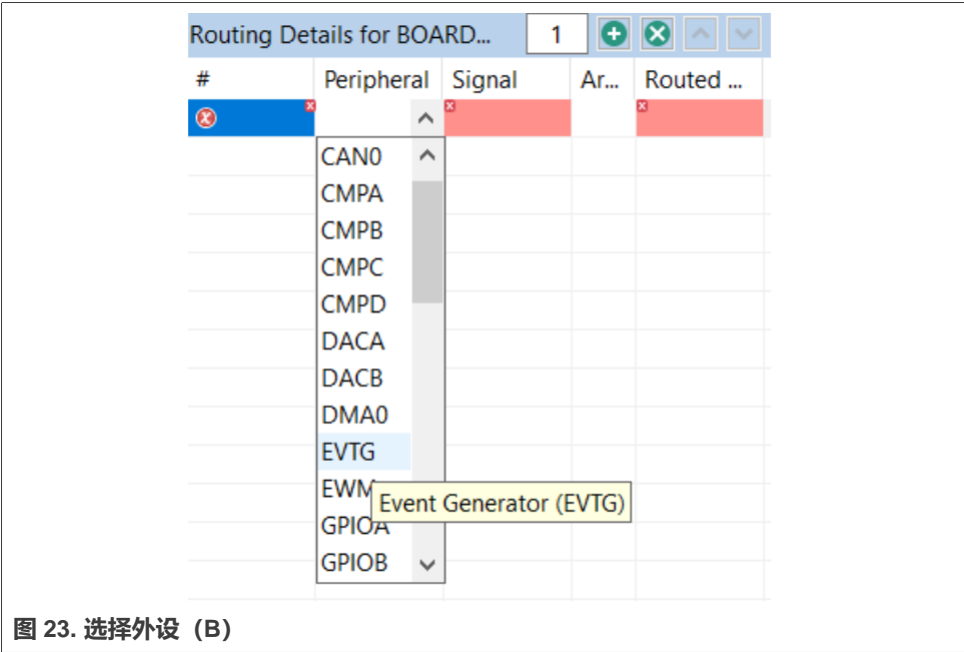 Routing Details for BOARD... 1
# Peripheral Signal Ar... Routed ...
CAN0
CMPA
CMPB
CMPC
CMPD
DACA
DACB
DMA0
EVTG
EWM
Event Generator (EVTG)
GPIOA
GPIOB
图 23. 选择外设（B）